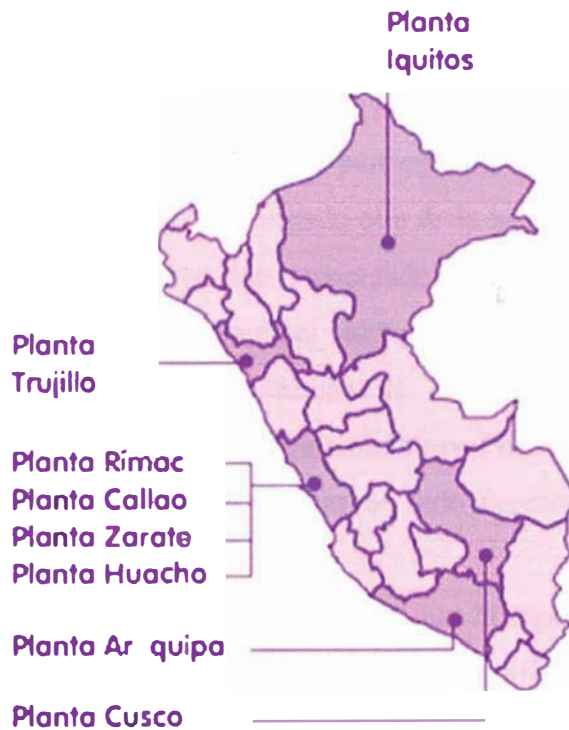 Planta
Iquitos
Planta
Trujillo
Planta Rímac
Planta Callao
Planta Zarate
Planta Huacho
Planta Ar quipa
Planta Cusco